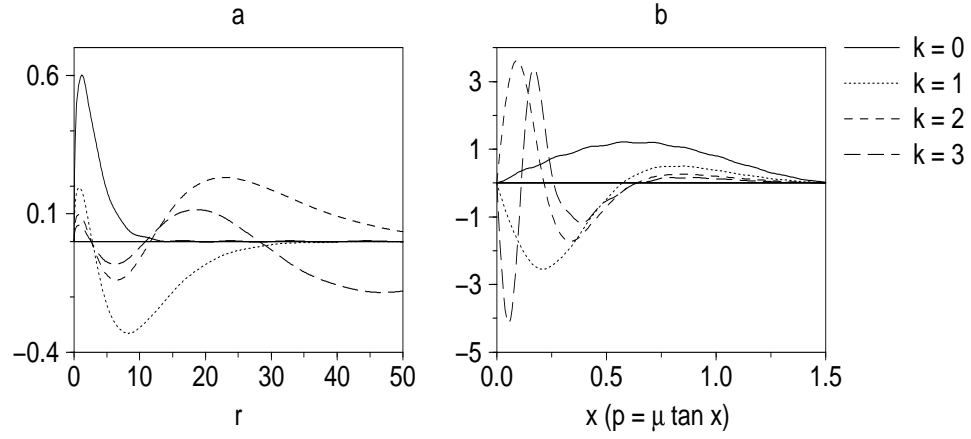 a
0.6
0.1
−0.4
0 10 20 30 40 50
r
b
3
1
−1
−3
−5
0.0 0.5 1.0 1.5
x (p = μ tan x)
k = 0
k = 1
k = 2
k = 3